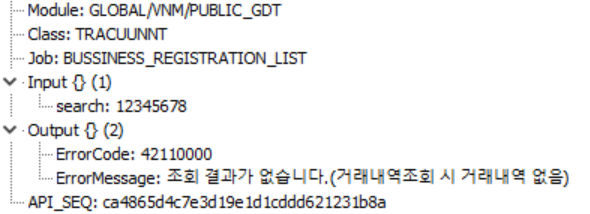 Module: GLOBAL/VNM/PUBLIC_GDT
Class: TRACUUNNT
Job: BUSSINESS_REGISTRATION_LIST
Input {} (1)
search: 12345678
Output {} (2)
ErrorCode: 42110000
ErrorMessage: 조회 결과가 없습니다.(거래내역조회 시 거래내역 없음)
API_SEQ: ca4865d4c7e3d19e1d1cddd621231b8a